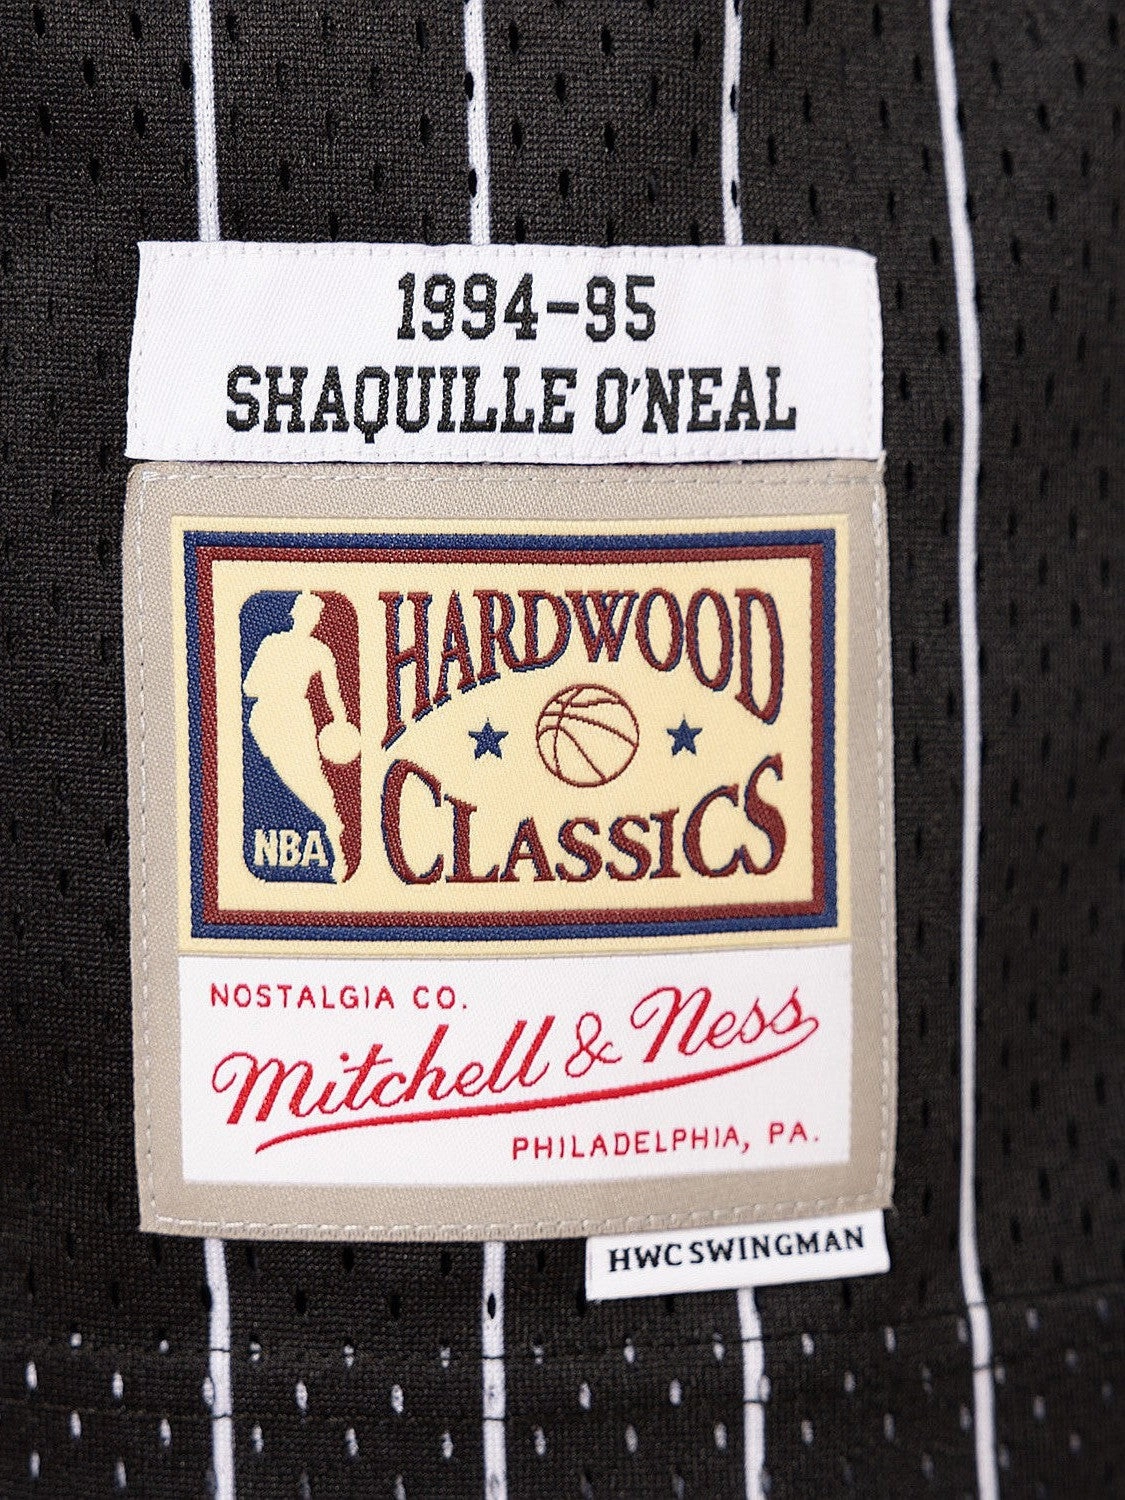 1994-95
SHAQUILLE O'NEAL
HARDWOOD
CLASSICS
NBA
NOSTALGIA CO.
Mitchell & Ness
PHILADELPHIA, PA.
HWC SWINGMAN